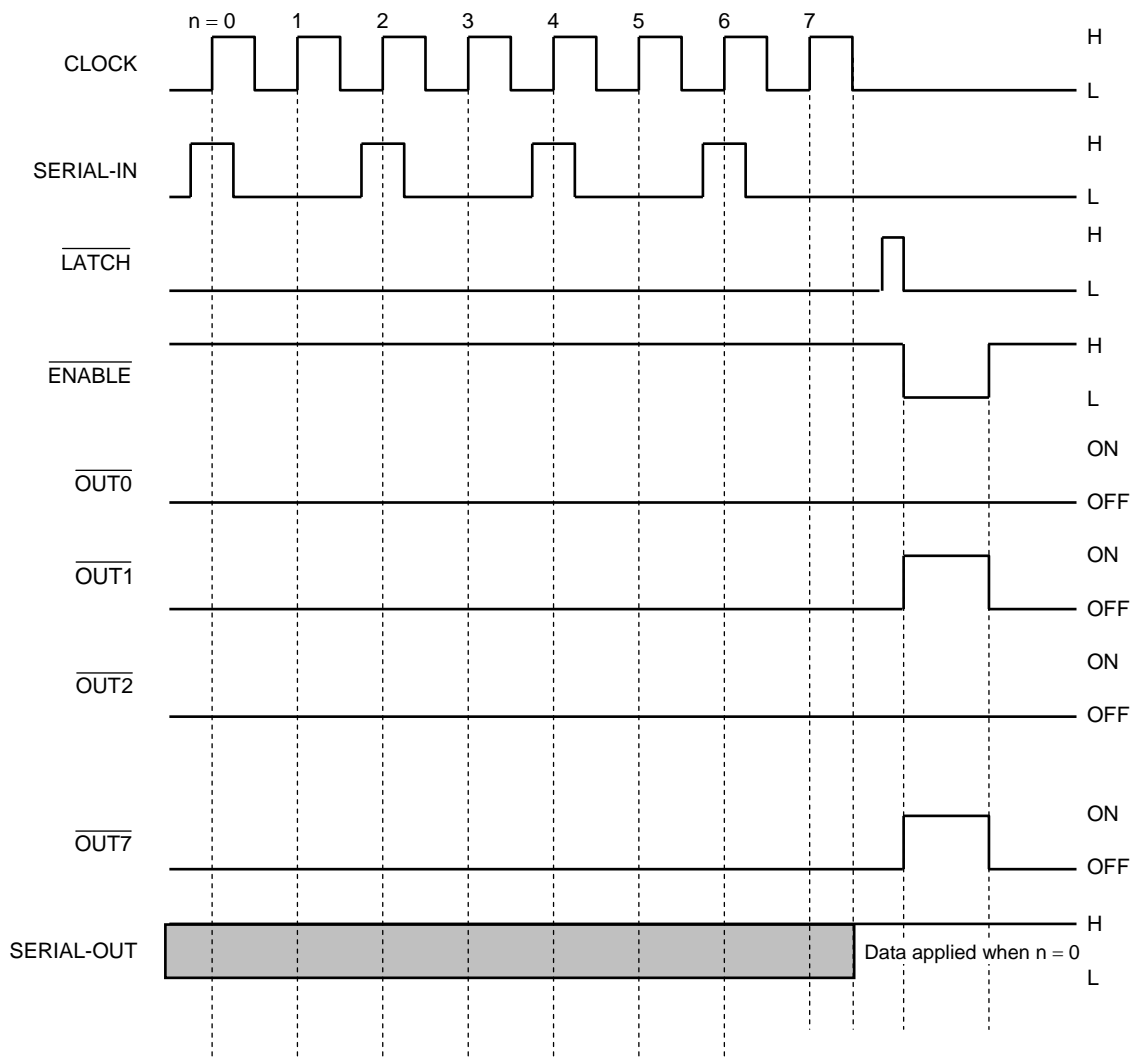 n = 0 1 2 3 4 5 6 7
CLOCK
H
L
SERIAL-IN
H
L
LATCH
H
L
ENABLE
H
L
OUT0
ON
OFF
OUT1
ON
OFF
OUT2
ON
OFF
OUT7
ON
OFF
SERIAL-OUT
H
Data applied when n = 0
L